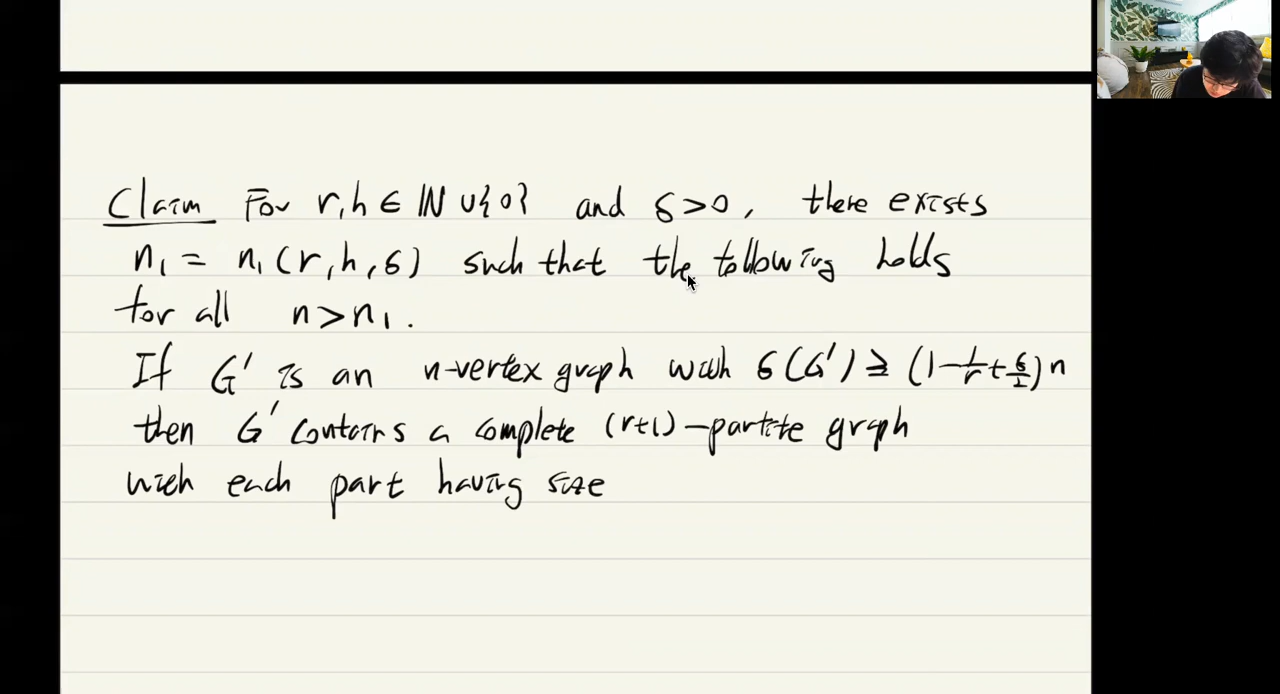 Claim For r,h ∈ ℕ ∪ {0} and δ>0, there exists
n₁ = n₁(r,h,δ) such that the following holds
for all n>n₁.
If G' is an n-vertex graph with δ(G') ≥ (1-1/r+δ/2)n
then G' contains a complete (r+1)-partite graph
with each part having size